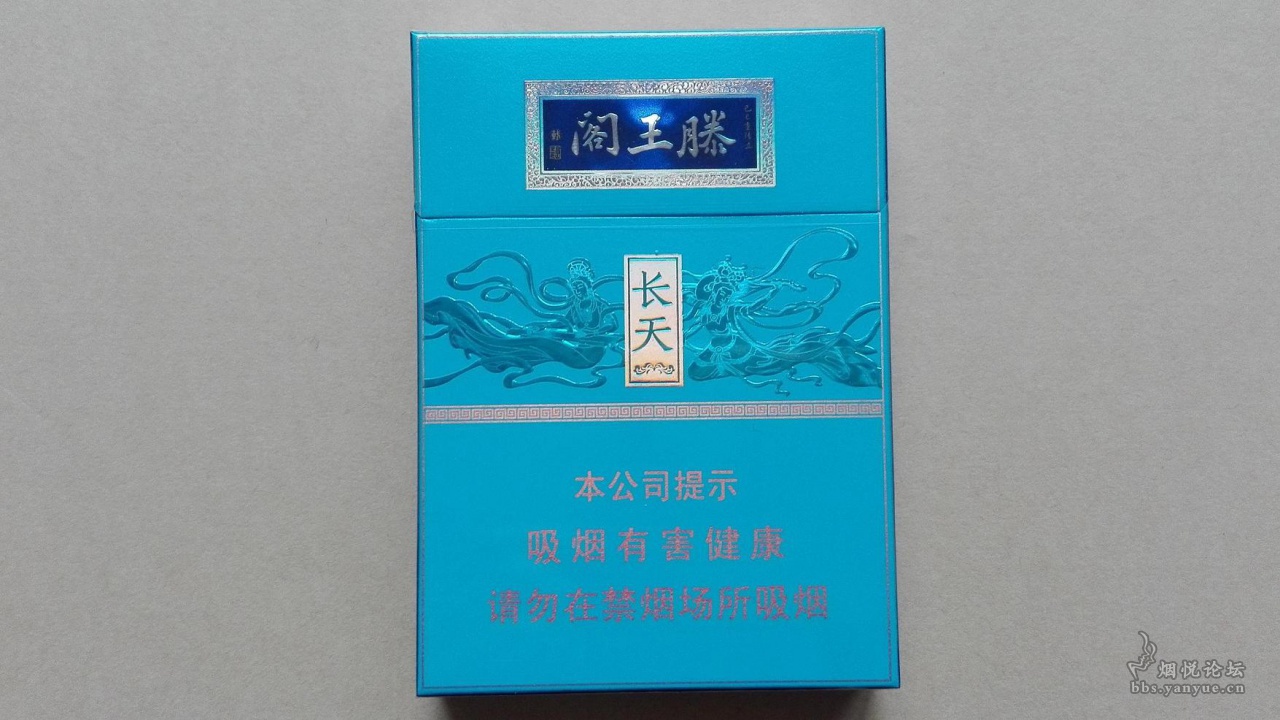 滕王阁
长天
本公司提示
吸烟有害健康
请勿在禁烟场所吸烟
烟悦论坛
bbs.yanyue.cn